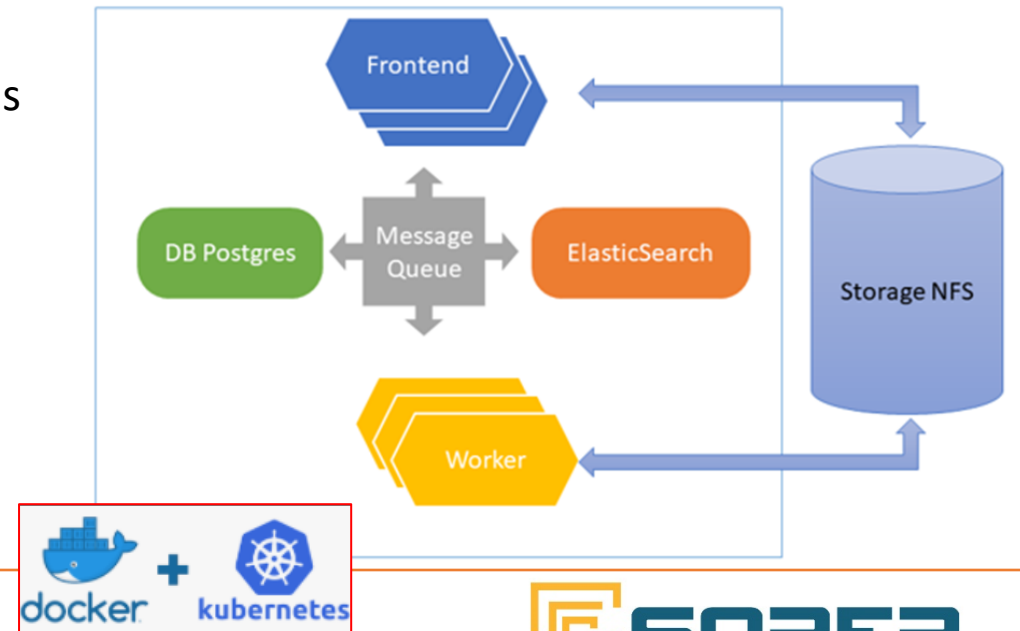 s
Frontend
DB Postgres
Message
Queue
ElasticSearch
Storage NFS
Worker
docker
+
kubernetes